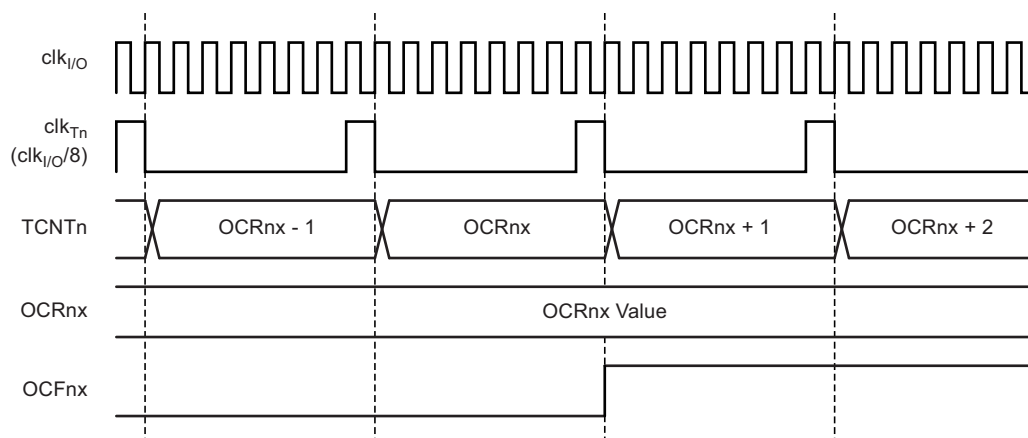 clkI/O
clkTn
(clkI/O/8)
TCNTn
OCRnx - 1
OCRnx
OCRnx + 1
OCRnx + 2
OCRnx
OCRnx Value
OCFnx